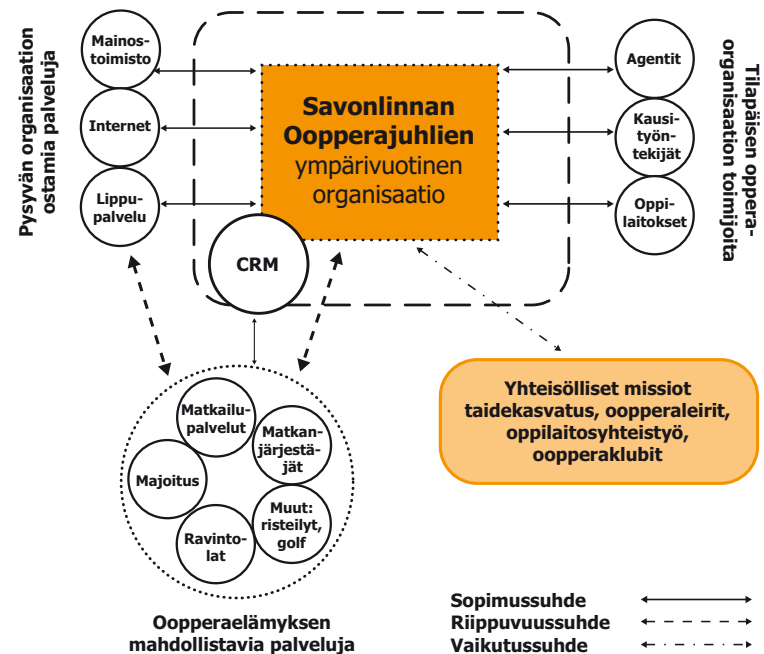 Pysyvän organisaation
ostamia palveluja
Mainos-
toimisto
Internet
Lippu-
palvelu
Savonlinnan
Oopperajuhlien
ympärivuotinen
organisaatio
CRM
Agentit
Kausi-
työn-
tekijät
Oppi-
laitokset
Tilapäisen oppera-
organisaation toimijoita
Matkailu-
palvelut
Matkan-
järjestä-
jät
Majoitus
Muut:
risteilyt,
golf
Ravinto-
lat
Oopperaelämyksen
mahdollistavia palveluja
Yhteisölliset missiot
taidekasvatus, oopperaleirit,
oppilaitosyhteistyö,
oopperaklubit
Sopimussuhde
Riippuvuussuhde
Vaikutussuhde